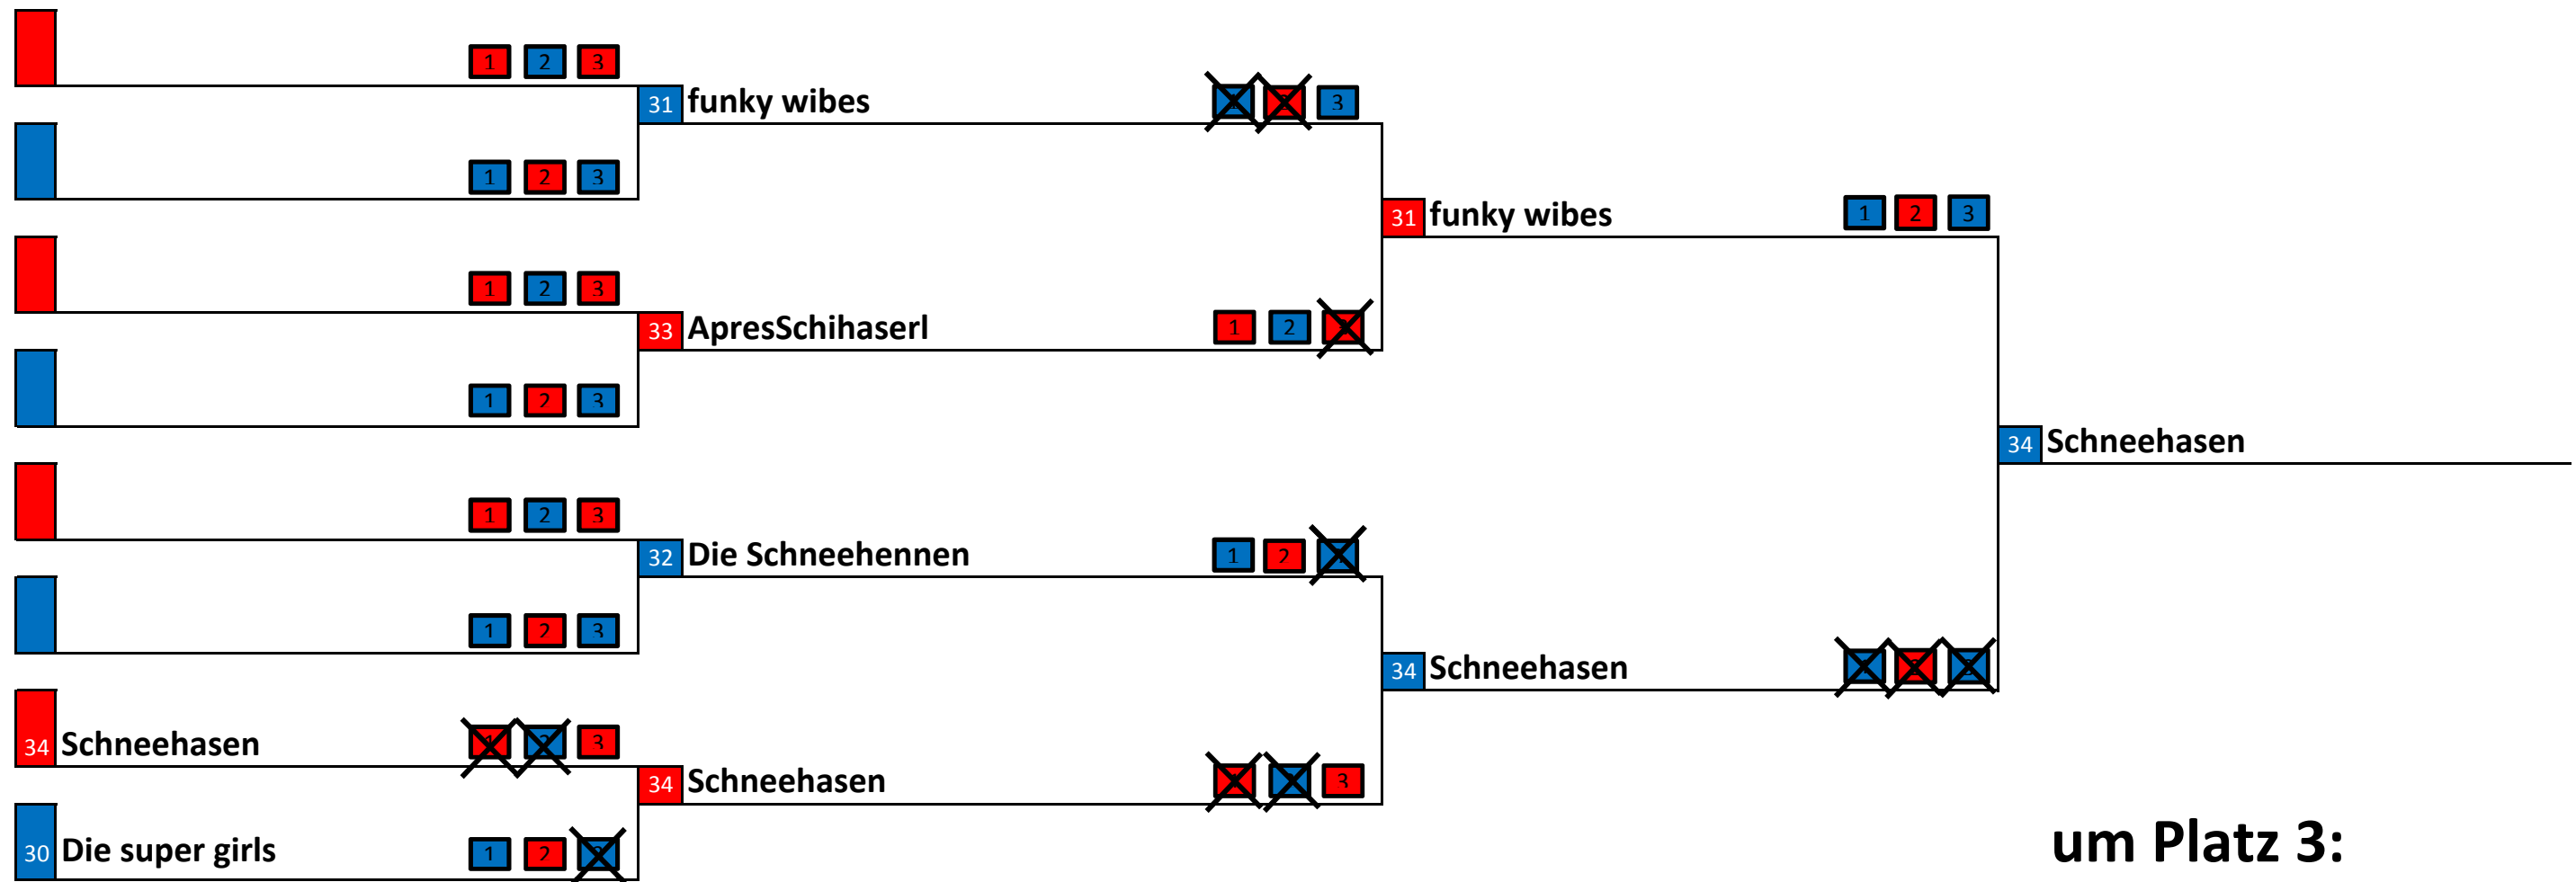 1 2 3
31 funky wibes 3
1 2 3
31 funky wibes 1 2 3
1 2 3
33 ApresSchihaserl 1 2
1 2 3
34 Schneehasen
1 2 3
32 Die Schneehennen 1 2
1 2 3
34 Schneehasen
34 Schneehasen 3
34 Schneehasen 3
30 Die super girls 1 2
um Platz 3: